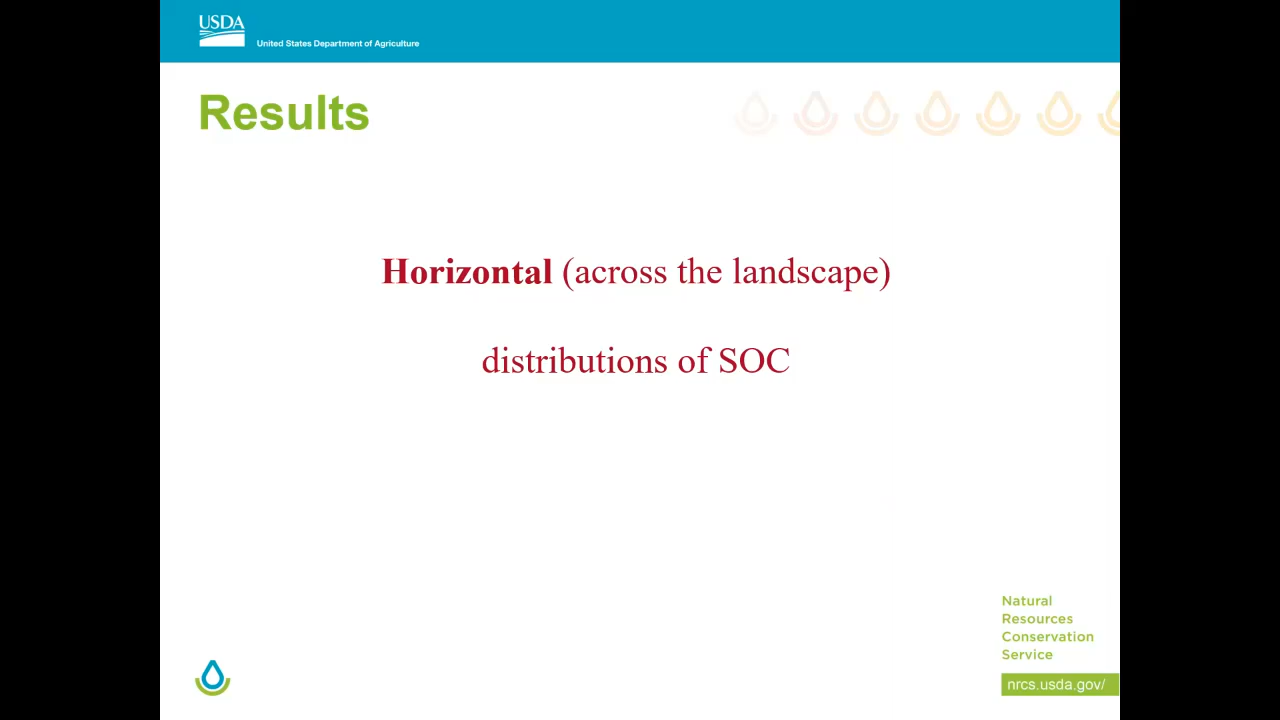 USDA
United States Department of Agriculture
Results
Horizontal (across the landscape)
distributions of SOC
Natural
Resources
Conservation
Service
nrcs.usda.gov/